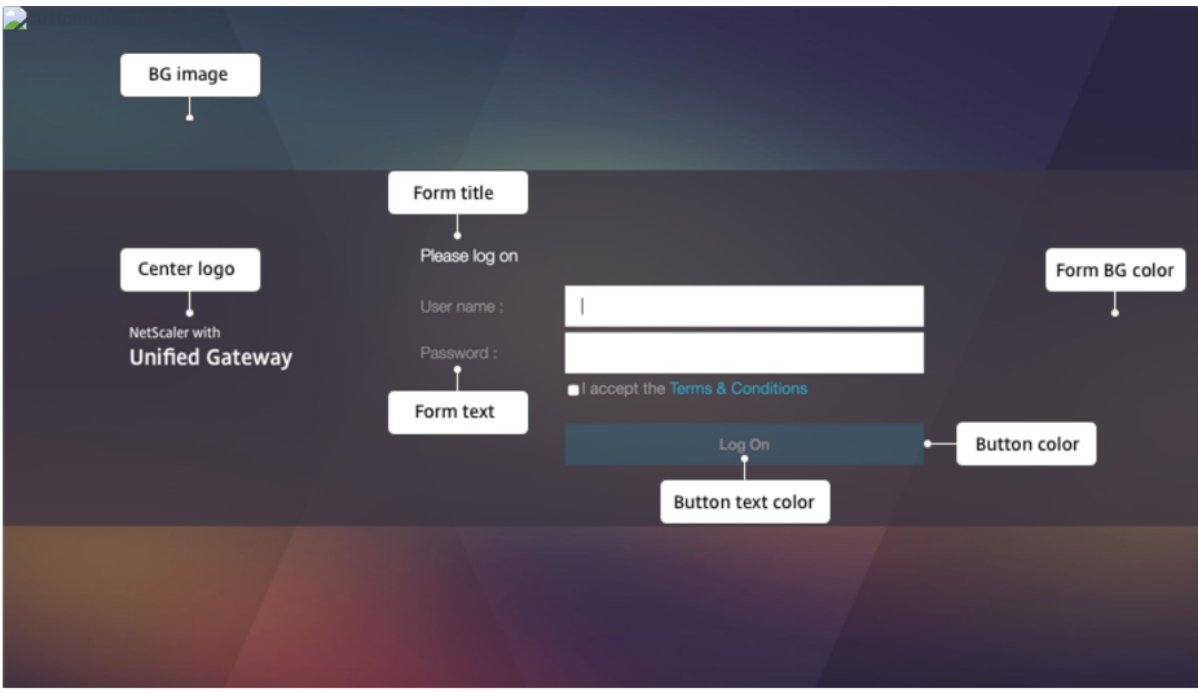 BG image
Form title
Please log on
Center logo
Form BG color
User name :
NetScaler with
Unified Gateway
Password :
I accept the Terms & Conditions
Form text
Log On
Button color
Button text color